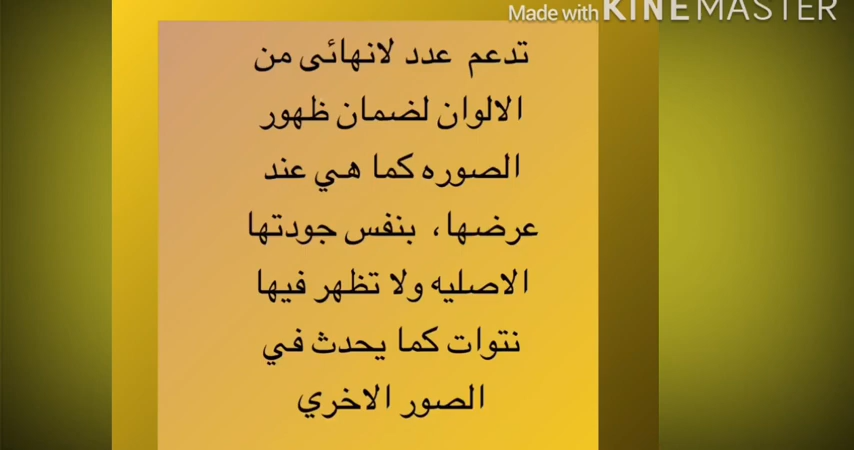 Made with KINEMASTER
تدعم عدد لانهائى من
الالوان لضمان ظهور
الصوره كما هي عند
عرضها، بنفس جودتها
الاصليه ولا تظهر فيها
نتوات كما يحدث في
الصور الاخري